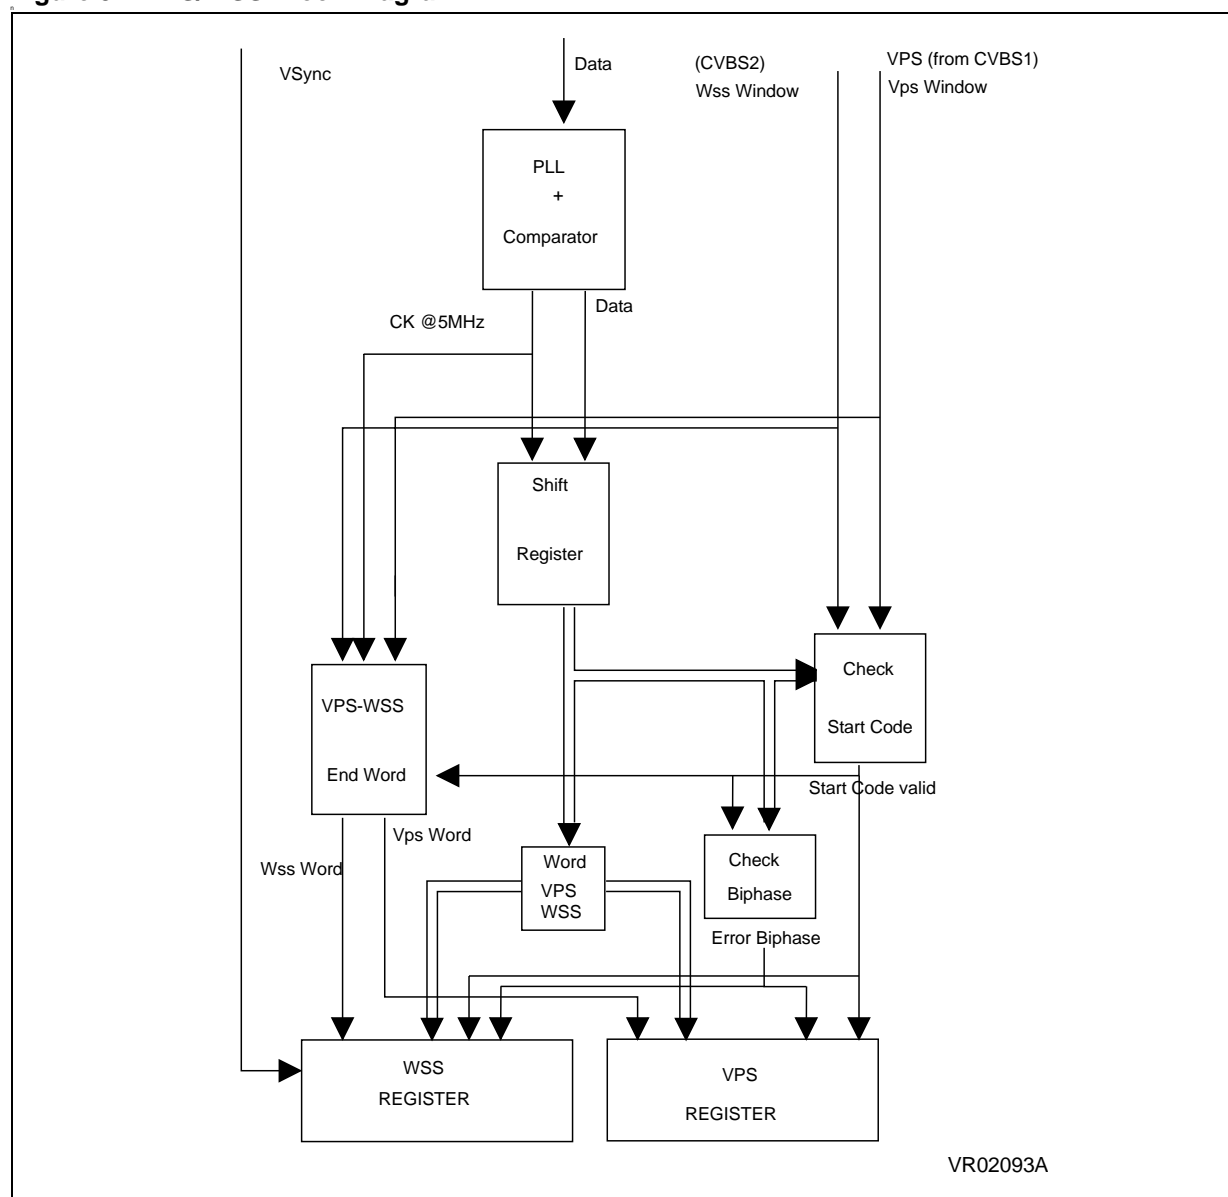 VSync
Data
(CVBS2)
Wss Window
VPS (from CVBS1)
Vps Window
PLL
+
Comparator
CK @5MHz
Data
Shift
Register
VPS-WSS
End Word
Check
Start Code
Start Code valid
Wss Word
Vps Word
Word
VPS
WSS
Check
Biphase
Error Biphase
WSS
REGISTER
VPS
REGISTER
VR02093A